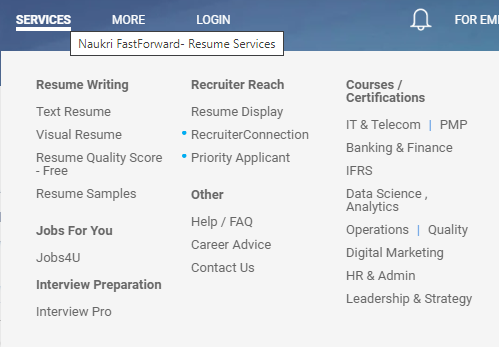 SERVICES MORE LOGIN FOR
Naukri FastForward- Resume Services
Resume Writing
Text Resume
Visual Resume
Resume Quality Score
- Free
Resume Samples
Jobs For You
Jobs4U
Interview Preparation
Interview Pro
Recruiter Reach
Resume Display
RecruiterConnection
Priority Applicant
Other
Help / FAQ
Career Advice
Contact Us
Courses /
Certifications
IT & Telecom | PMP
Banking & Finance
IFRS
Data Science ,
Analytics
Operations | Quality
Digital Marketing
HR & Admin
Leadership & Strategy